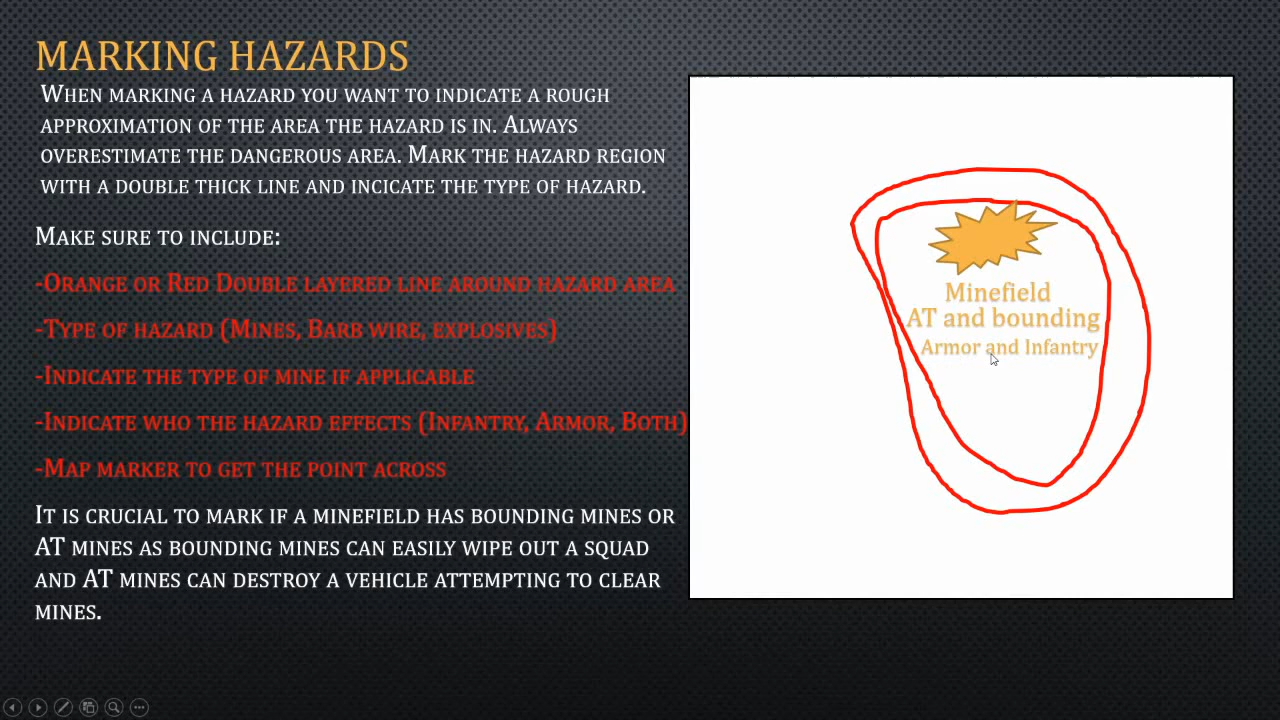 MARKING HAZARDS
WHEN MARKING A HAZARD YOU WANT TO INDICATE A ROUGH
APPROXIMATION OF THE AREA THE HAZARD IS IN. ALWAYS
OVERESTIMATE THE DANGEROUS AREA. MARK THE HAZARD REGION
WITH A DOUBLE THICK LINE AND INCICATE THE TYPE OF HAZARD.
MAKE SURE TO INCLUDE:
-ORANGE OR RED DOUBLE LAYERED LINE AROUND HAZARD AREA
-TYPE OF HAZARD (MINES, BARB WIRE, EXPLOSIVES)
-INDICATE THE TYPE OF MINE IF APPLICABLE
-INDICATE WHO THE HAZARD EFFECTS (INFANTRY, ARMOR, BOTH)
-MAP MARKER TO GET THE POINT ACROSS
IT IS CRUCIAL TO MARK IF A MINEFIELD HAS BOUNDING MINES OR
AT MINES AS BOUNDING MINES CAN EASILY WIPE OUT A SQUAD
AND AT MINES CAN DESTROY A VEHICLE ATTEMPTING TO CLEAR
MINES.
Minefield
AT and bounding
Armor and Infantry